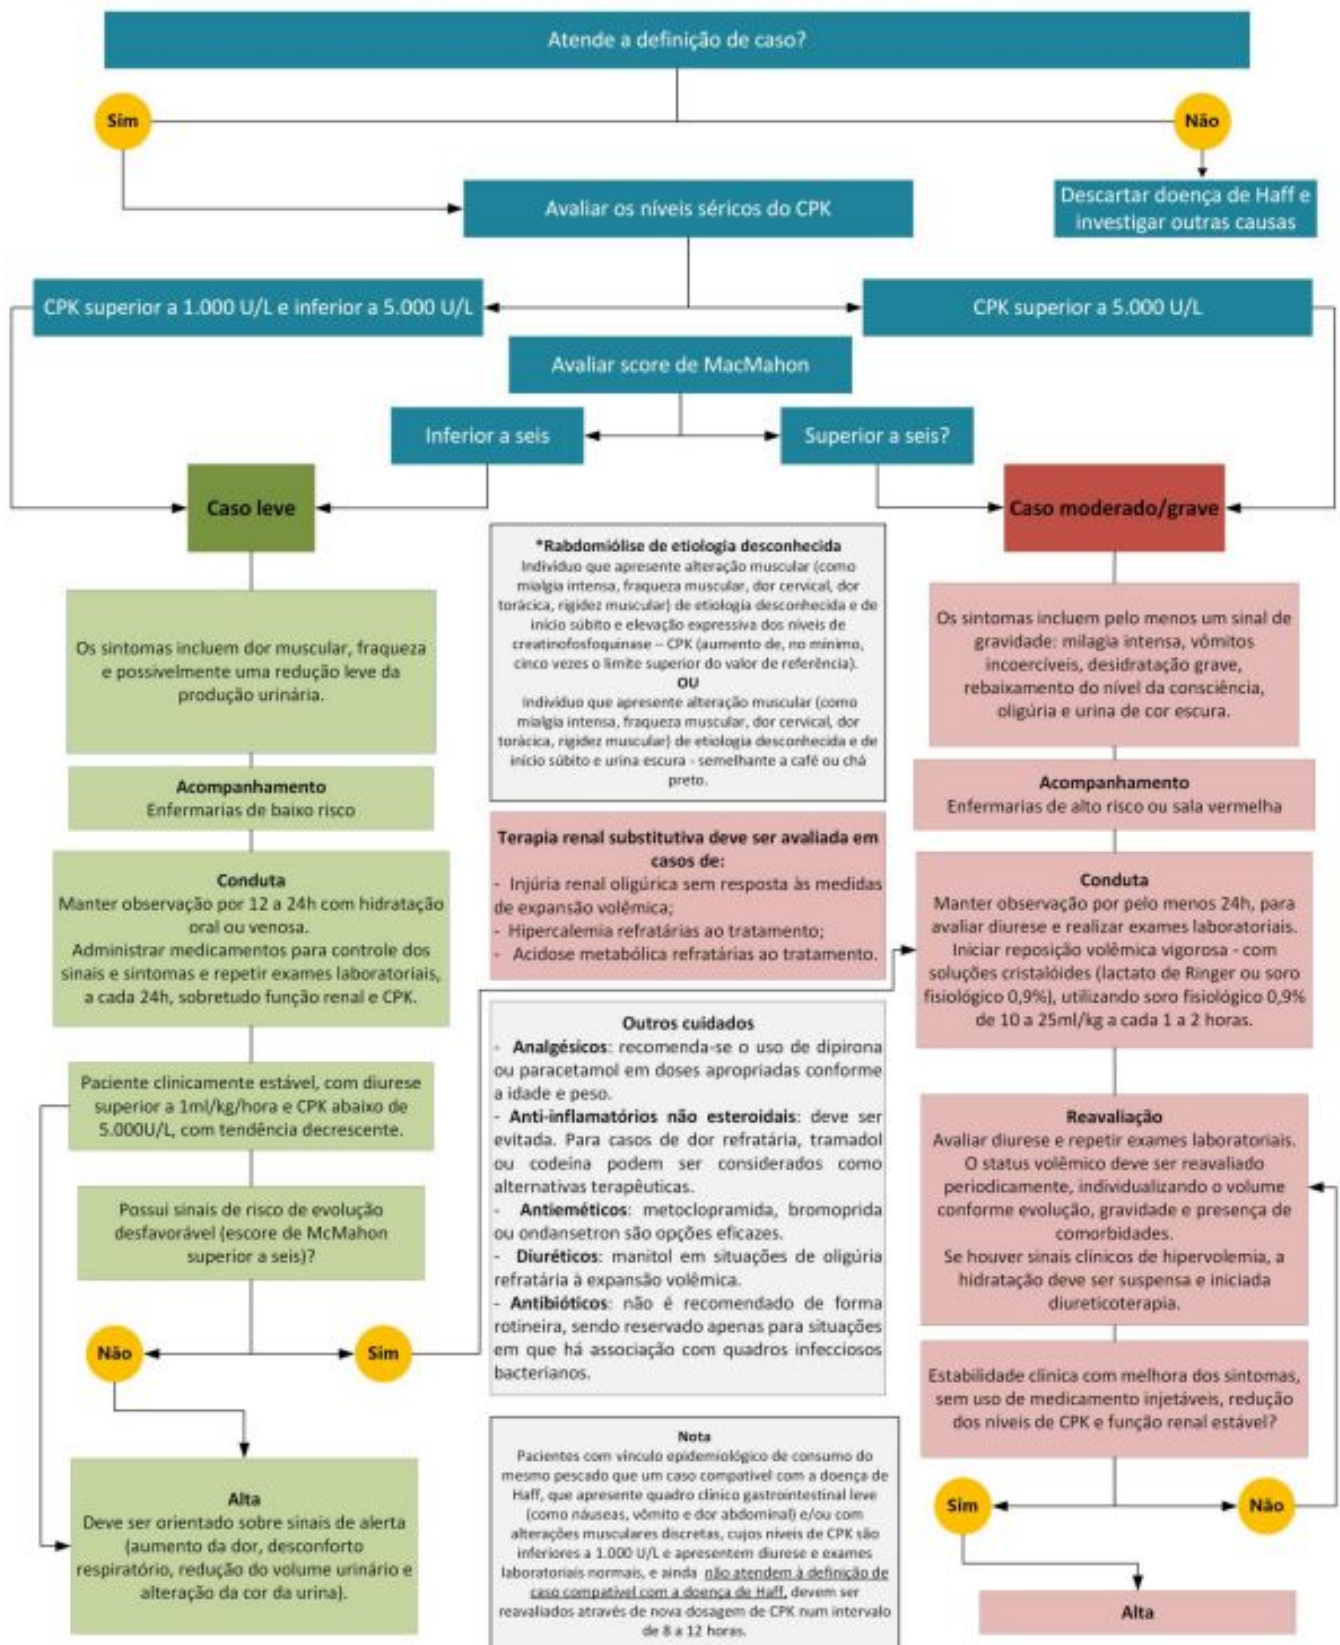 Atende a definição de caso?
Sim
Não
Avaliar os níveis séricos do CPK
Descartar doença de Haff e
investigar outras causas
CPK superior a 1.000 U/L e inferior a 5.000 U/L
CPK superior a 5.000 U/L
Avaliar score de MacMahon
Inferior a seis
Superior a seis?
Caso leve
Caso moderado/grave
Os sintomas incluem dor muscular, fraqueza
e possivelmente uma redução leve da
produção urinária.
Acompanhamento
Enfermarias de baixo risco
Conduta
Manter observação por 12 a 24h com hidratação
oral ou venosa.
Administrar medicamentos para controle dos
sinais e sintomas e repetir exames laboratoriais,
a cada 24h, sobretudo função renal e CPK.
Paciente clinicamente estável, com diurese
superior a 1ml/kg/hora e CPK abaixo de
5.000U/L, com tendência decrescente.
Possui sinais de risco de evolução
desfavorável (escore de McMahon
superior a seis)?
Não
Sim
Alta
Deve ser orientado sobre sinais de alerta
(aumento da dor, desconforto
respiratório, redução do volume urinário e
alteração da cor da urina).
*Rabdomiólise de etiologia desconhecida
Indivíduo que apresente alteração muscular (como
mialgia intensa, fraqueza muscular, dor cervical, dor
torácica, rigidez muscular) de etiologia desconhecida e de
início súbito e elevação expressiva dos níveis de
creatinofosfoquinase – CPK (aumento de, no mínimo,
cinco vezes o limite superior do valor de referência).
OU
Indivíduo que apresente alteração muscular (como
mialgia intensa, fraqueza muscular, dor cervical, dor
torácica, rigidez muscular) de etiologia desconhecida e de
início súbito e urina escura - semelhante a café ou chá
preto.
Terapia renal substitutiva deve ser avaliada em
casos de:
- Injúria renal oligúrica sem resposta às medidas
de expansão volêmica;
- Hipercalemia refratárias ao tratamento;
- Acidose metabólica refratárias ao tratamento.
Outros cuidados
- Analgésicos: recomenda-se o uso de dipirona
ou paracetamol em doses apropriadas conforme
a idade e peso.
- Anti-inflamatórios não esteroidais: deve ser
evitada. Para casos de dor refratária, tramadol
ou codeína podem ser considerados como
alternativas terapêuticas.
- Antieméticos: metoclopramida, bromoprida
ou ondansetron são opções eficazes.
- Diuréticos: manitol em situações de oligúria
refratária à expansão volêmica.
- Antibióticos: não é recomendado de forma
rotineira, sendo reservado apenas para situações
em que há associação com quadros infecciosos
bacterianos.
Nota
Pacientes com vínculo epidemiológico de consumo do
mesmo pescado que um caso compatível com a doença de
Haff, que apresente quadro clínico gastrointestinal leve
(como náuseas, vômito e dor abdominal) e/ou com
alterações musculares discretas, cujos níveis de CPK são
inferiores a 1.000 U/L e apresentem diurese e exames
laboratoriais normais, e ainda não atendem à definição de
caso compatível com a doença de Haff, devem ser
reavaliados através de nova dosagem de CPK num intervalo
de 8 a 12 horas.
Os sintomas incluem pelo menos um sinal de
gravidade: milagia intensa, vômitos
incoercíveis, desidratação grave,
rebaixamento do nível da consciência,
oligúria e urina de cor escura.
Acompanhamento
Enfermarias de alto risco ou sala vermelha
Conduta
Manter observação por pelo menos 24h, para
avaliar diurese e realizar exames laboratoriais.
Iniciar reposição volêmica vigorosa - com
soluções cristalóides (lactato de Ringer ou soro
fisiológico 0,9%), utilizando soro fisiológico 0,9%
de 10 a 25ml/kg a cada 1 a 2 horas.
Reavaliação
Avaliar diurese e repetir exames laboratoriais.
O status volêmico deve ser reavaliado
periodicamente, individualizando o volume
conforme evolução, gravidade e presença de
comorbidades.
Se houver sinais clínicos de hipervolemia, a
hidratação deve ser suspensa e iniciada
diureticoterapia.
Estabilidade clínica com melhora dos sintomas,
sem uso de medicamento injetáveis, redução
dos níveis de CPK e função renal estável?
Sim
Não
Alta